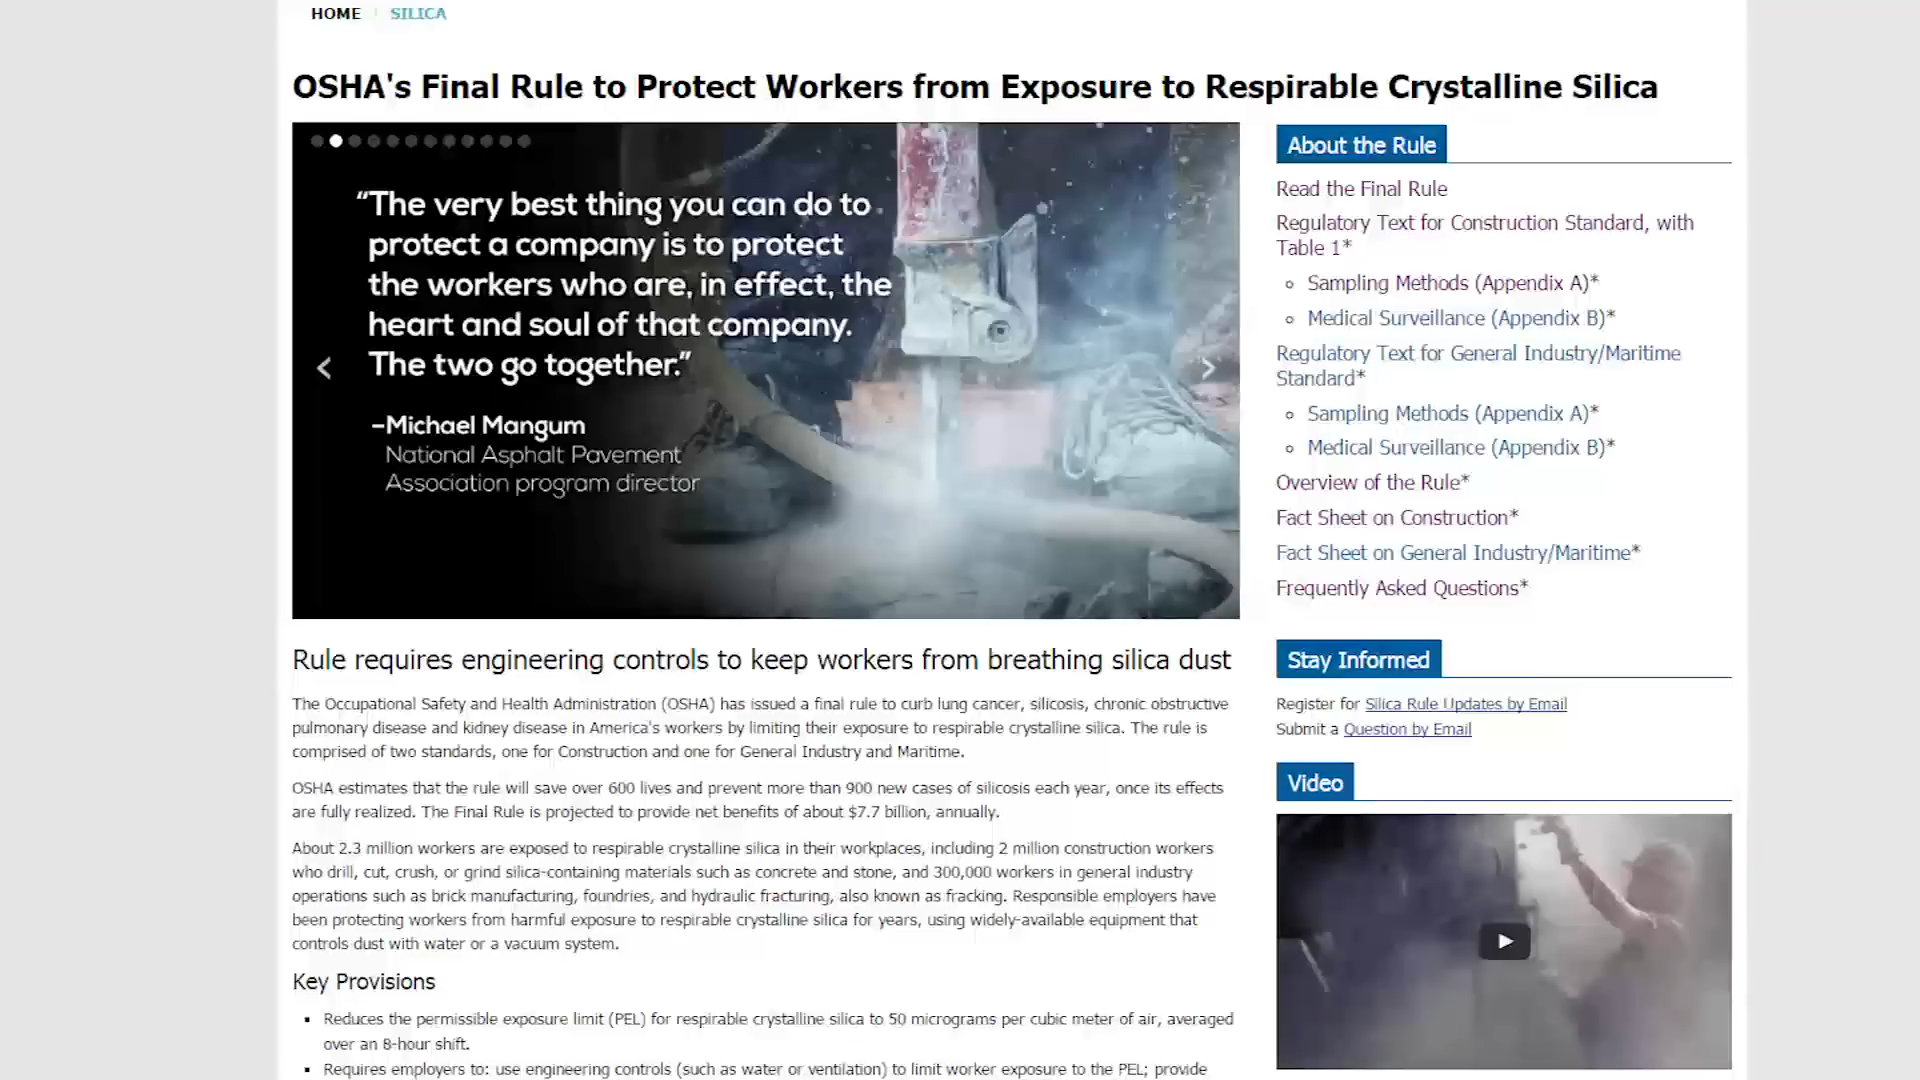 HOME SILICA
OSHA's Final Rule to Protect Workers from Exposure to Respirable Crystalline Silica
“The very best thing you can do to
protect a company is to protect
the workers who are, in effect, the
heart and soul of that company.
The two go together.”
–Michael Mangum
National Asphalt Pavement
Association program director
Rule requires engineering controls to keep workers from breathing silica dust
The Occupational Safety and Health Administration (OSHA) has issued a final rule to curb lung cancer, silicosis, chronic obstructive
pulmonary disease and kidney disease in America's workers by limiting their exposure to respirable crystalline silica. The rule is
comprised of two standards, one for Construction and one for General Industry and Maritime.
OSHA estimates that the rule will save over 600 lives and prevent more than 900 new cases of silicosis each year, once its effects
are fully realized. The Final Rule is projected to provide net benefits of about $7.7 billion, annually.
About 2.3 million workers are exposed to respirable crystalline silica in their workplaces, including 2 million construction workers
who drill, cut, crush, or grind silica-containing materials such as concrete and stone, and 300,000 workers in general industry
operations such as brick manufacturing, foundries, and hydraulic fracturing, also known as fracking. Responsible employers have
been protecting workers from harmful exposure to respirable crystalline silica for years, using widely-available equipment that
controls dust with water or a vacuum system.
Key Provisions
▪ Reduces the permissible exposure limit (PEL) for respirable crystalline silica to 50 micrograms per cubic meter of air, averaged
over an 8-hour shift.
▪ Requires employers to: use engineering controls (such as water or ventilation) to limit worker exposure to the PEL; provide
About the Rule
Read the Final Rule
Regulatory Text for Construction Standard, with
Table 1*
Sampling Methods (Appendix A)*
Medical Surveillance (Appendix B)*
Regulatory Text for General Industry/Maritime
Standard*
Sampling Methods (Appendix A)*
Medical Surveillance (Appendix B)*
Overview of the Rule*
Fact Sheet on Construction*
Fact Sheet on General Industry/Maritime*
Frequently Asked Questions*
Stay Informed
Register for Silica Rule Updates by Email
Submit a Question by Email
Video